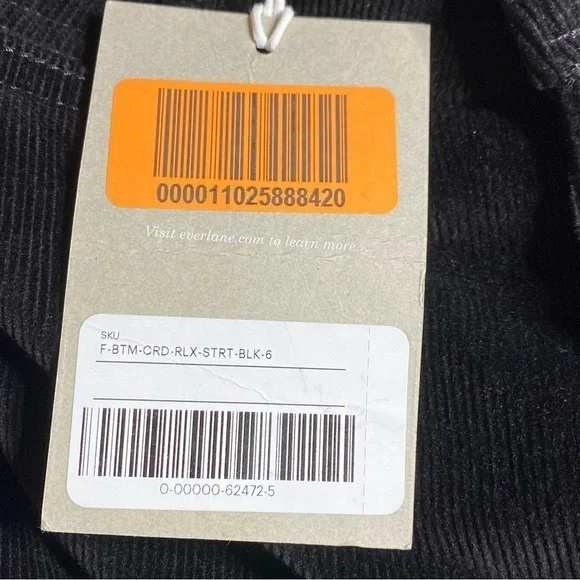 000011025888420
Visit everlane.com to learn more.
SKU
F-BTM-CRD-RLX-STRT-BLK-6
0-00000-62472-5